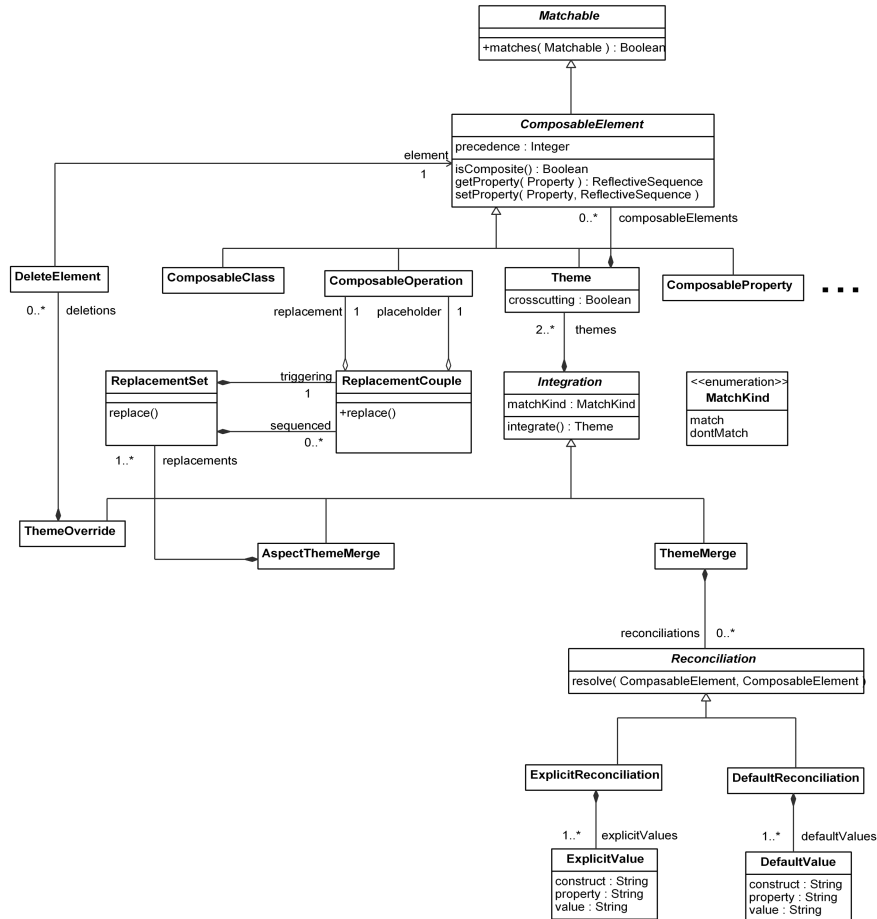 Matchable
+matches( Matchable ) : Boolean
ComposableElement
precedence : Integer
isComposite() : Boolean
getProperty( Property ) : ReflectiveSequence
setProperty( Property, ReflectiveSequence )
element
1
0..* composableElements
DeleteElement
ComposableClass
ComposableOperation
Theme
crosscutting : Boolean
ComposableProperty
...
0..* deletions
replacement 1
placeholder 1
2..* themes
ReplacementSet
replace()
triggering
1
sequenced
0..*
ReplacementCouple
+replace()
Integration
matchKind : MatchKind
integrate() : Theme
<<enumeration>>
MatchKind
match
dontMatch
1..* replacements
ThemeOverride
AspectThemeMerge
ThemeMerge
reconciliations 0..*
Reconciliation
resolve( CompasableElement, ComposableElement )
ExplicitReconciliation
DefaultReconciliation
1..* explicitValues
1..* defaultValues
ExplicitValue
construct : String
property : String
value : String
DefaultValue
construct : String
property : String
value : String